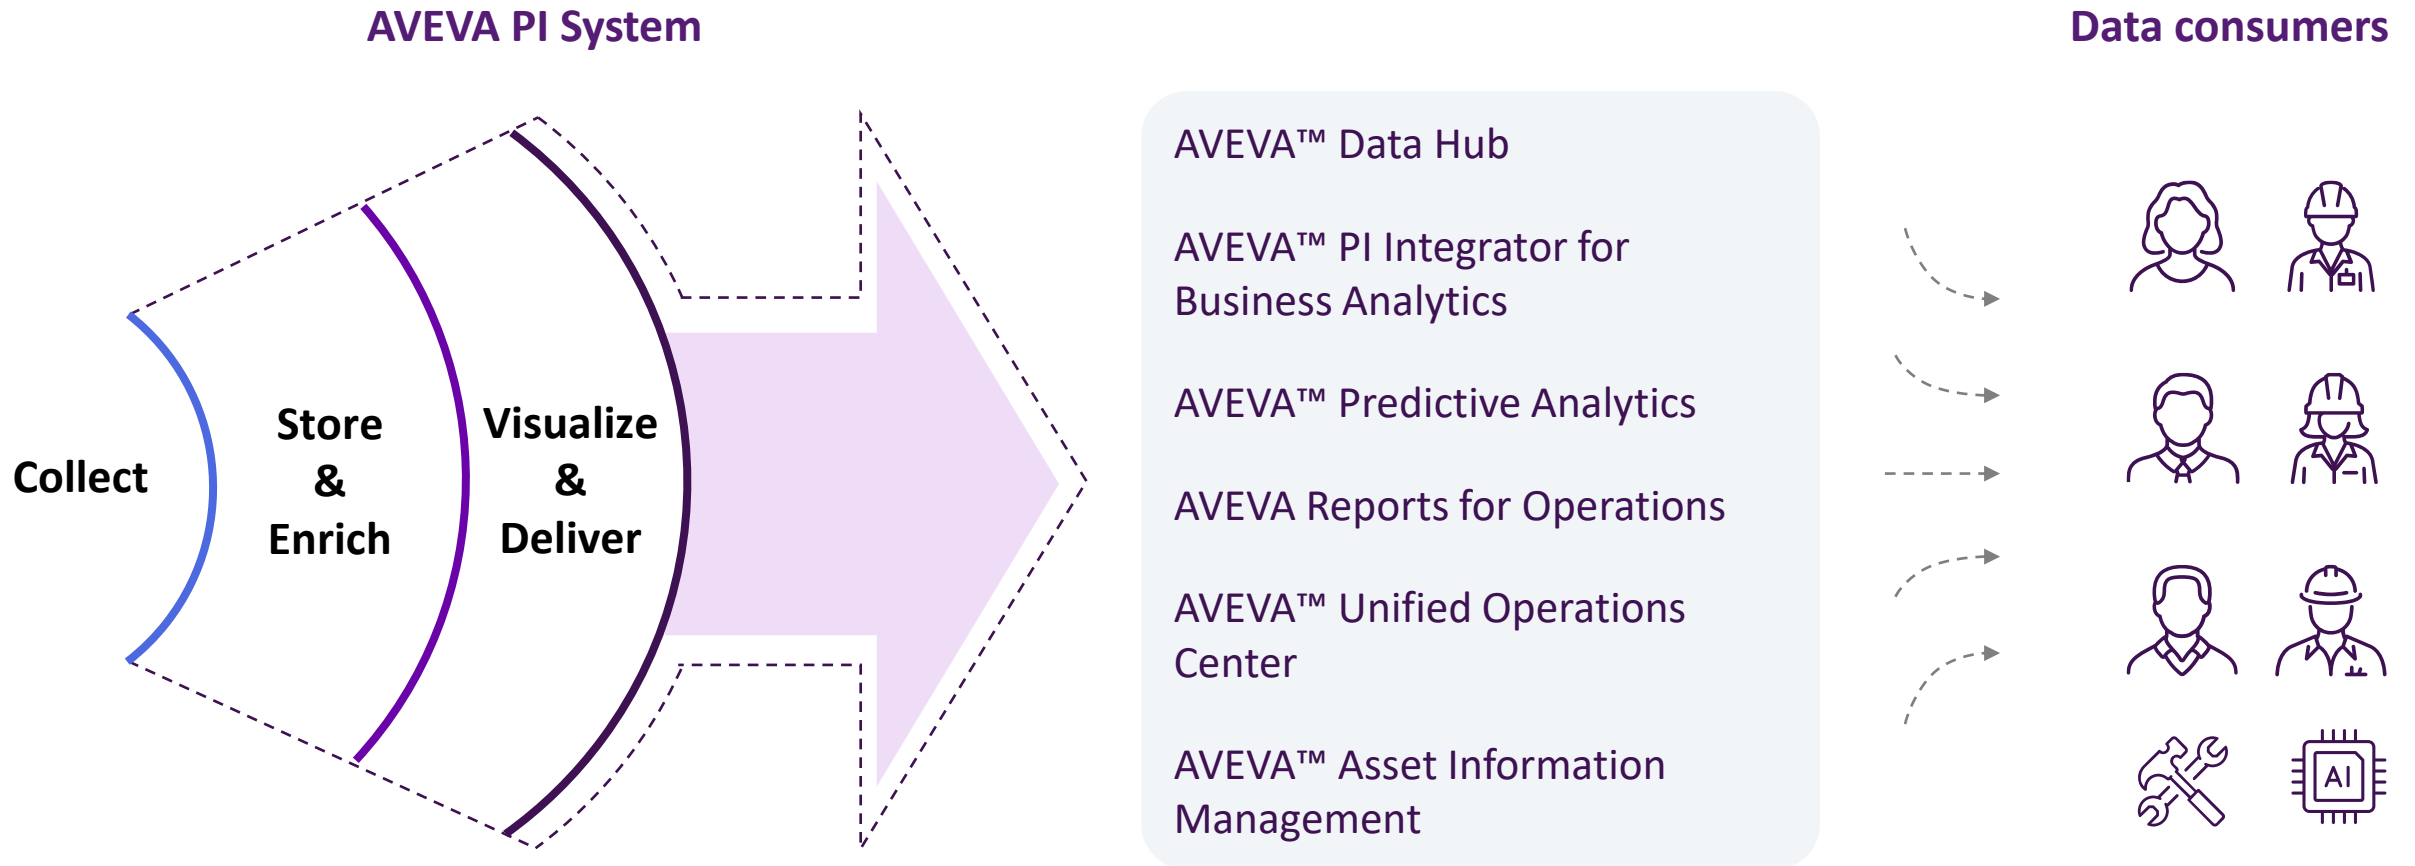 AVEVA PI System
Data consumers
Collect
Store
&
Enrich
Visualize
&
Deliver
AVEVA™ Data Hub
AVEVA™ PI Integrator for
Business Analytics
AVEVA™ Predictive Analytics
AVEVA Reports for Operations
AVEVA™ Unified Operations
Center
AVEVA™ Asset Information
Management
AI